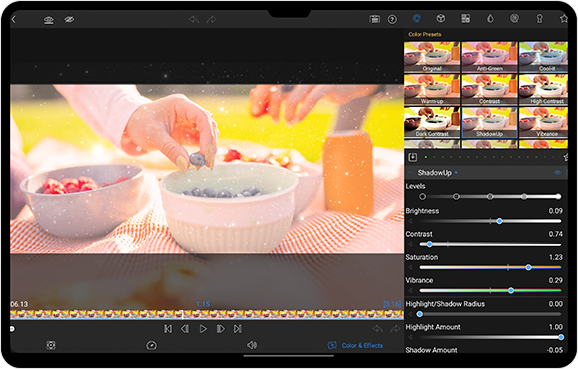 Color Presets
Original
Anti-Green
Cool-it
Warm-up
Contrast
High Contrast
Dark Contrast
ShadowUp
Vibrance
ShadowUp
Levels
Brightness 0.09
Contrast 0.74
Saturation 1.23
Vibrance 0.29
Highlight/Shadow Radius 0.00
Highlight Amount 1.00
Shadow Amount -0.05
06.13 1:15 [3.16]
Color & Effects